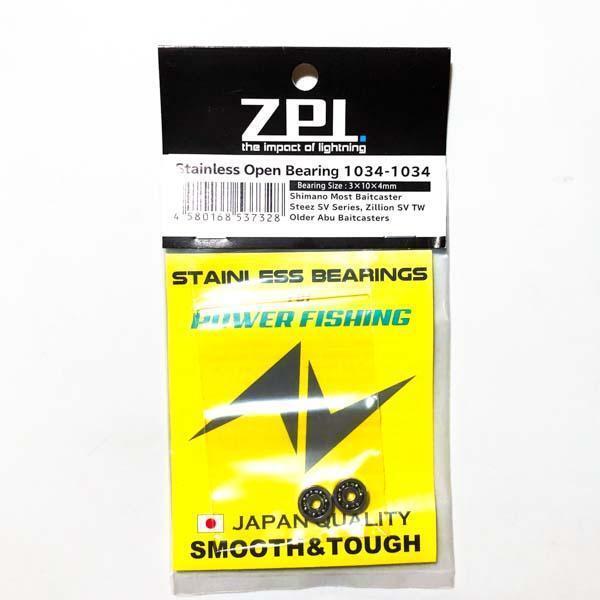 ZPI.
the impact of lightning
Stainless Open Bearing 1034-1034
Bearing Size : 3×10×4mm
Shimano Most Baitcaster
Steez SV Series, Zillion SV TW
Older Abu Baitcasters
4 580168 537328
STAINLESS BEARINGS
for
POWER FISHING
JAPAN QUALITY
SMOOTH&TOUGH